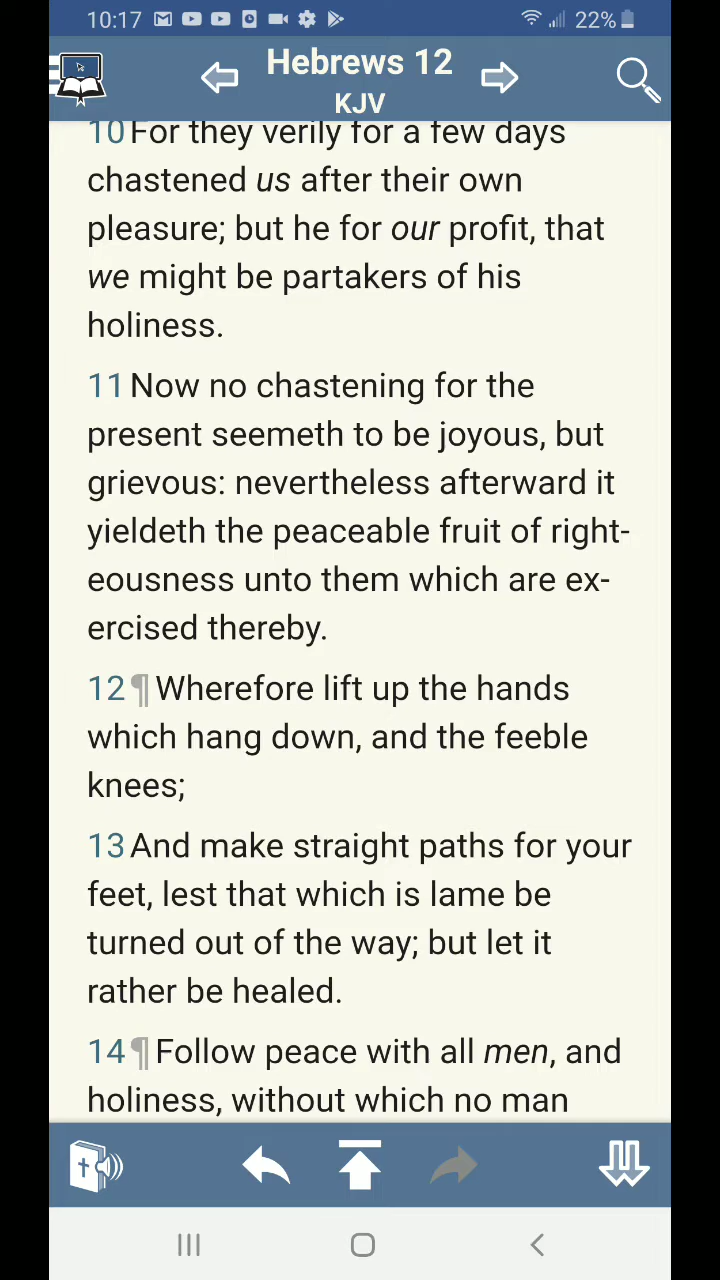 10:17 22%
Hebrews 12
KJV
10 For they verily for a few days
chastened us after their own
pleasure; but he for our profit, that
we might be partakers of his
holiness.
11 Now no chastening for the
present seemeth to be joyous, but
grievous: nevertheless afterward it
yieldeth the peaceable fruit of right-
eousness unto them which are ex-
ercised thereby.
12 ¶ Wherefore lift up the hands
which hang down, and the feeble
knees;
13 And make straight paths for your
feet, lest that which is lame be
turned out of the way; but let it
rather be healed.
14 ¶ Follow peace with all men, and
holiness, without which no man